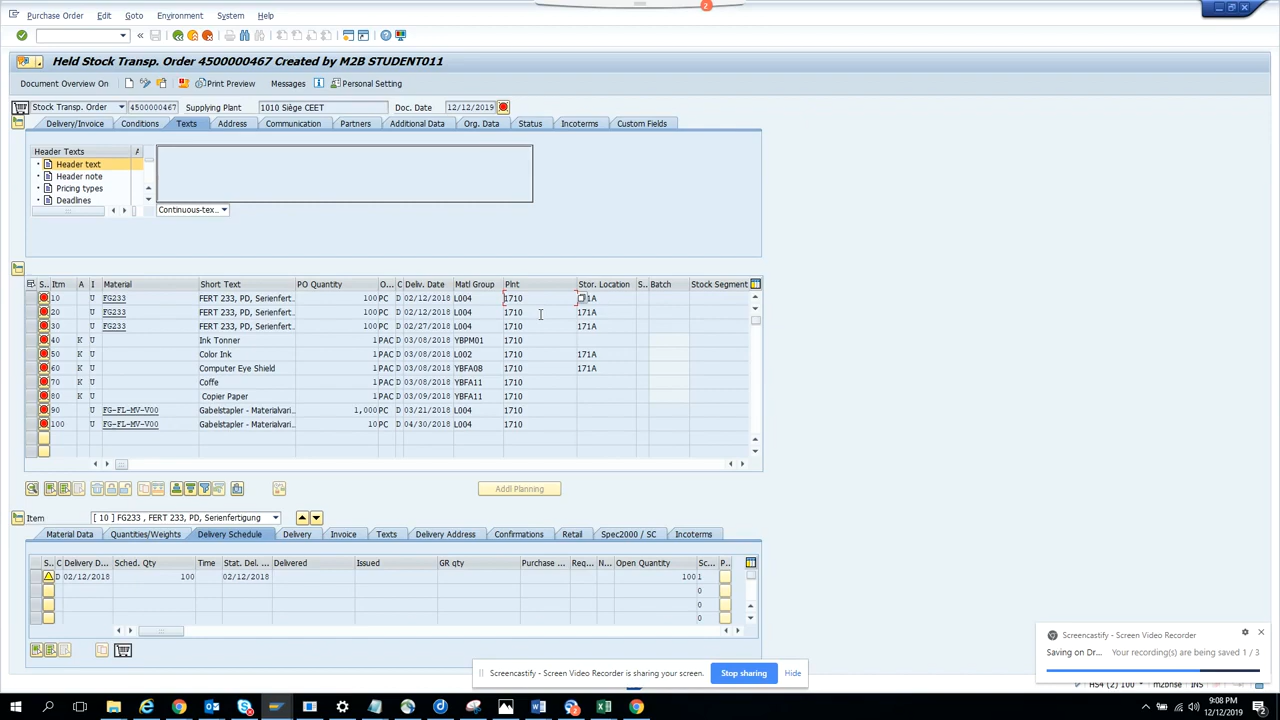 2
Purchase Order Edit Goto Environment System Help
Held Stock Transp. Order 4500000467 Created by M2B STUDENT011
Document Overview On Print Preview Messages Personal Setting
Stock Transp. Order 4500000467 Supplying Plant 1010 Siège CEET Doc. Date 12/12/2019
Delivery/Invoice Conditions Texts Address Communication Partners Additional Data Org. Data Status Incoterms Custom Fields
Header Texts A
Header text
Header note
Pricing types
Deadlines
Continuous-tex...
S.. Itm A I Material Short Text PO Quantity O... C Deliv. Date Matl Group Plnt Stor. Location S.. Batch Stock Segment
10 U FG233 FERT 233, PD, Serienfert.. 100 PC D 02/12/2018 L004 1710 171A
20 U FG233 FERT 233, PD, Serienfert.. 100 PC D 02/12/2018 L004 1710 171A
30 U FG233 FERT 233, PD, Serienfert.. 100 PC D 02/27/2018 L004 1710 171A
40 K U Ink Tonner 1 PAC D 03/08/2018 YBPM01 1710
50 K U Color Ink 1 PAC D 03/08/2018 L002 1710 171A
60 K U Computer Eye Shield 1 PAC D 03/08/2018 YBFA08 1710 171A
70 K U Coffe 1 PAC D 03/08/2018 YBFA11 1710
80 K U Copier Paper 1 PAC D 03/09/2018 YBFA11 1710
90 U FG-FL-MV-V00 Gabelstapler - Materialvari.. 1,000 PC D 03/21/2018 L004 1710
100 U FG-FL-MV-V00 Gabelstapler - Materialvari.. 10 PC D 04/30/2018 L004 1710
Addl Planning
Item [ 10 ] FG233 , FERT 233, PD, Serienfertigung
Material Data Quantities/Weights Delivery Schedule Delivery Invoice Texts Delivery Address Confirmations Retail Spec2000 / SC Incoterms
S.. C Delivery D... Sched. Qty Time Stat. Del. ... Delivered Issued GR qty Purchase ... Req... N... Open Quantity Sc... P..
D 02/12/2018 100 02/12/2018 100 1
0
0
0
Screencastify - Screen Video Recorder
Saving on Dr... Your recording(s) are being saved 1 / 3
Screencastify - Screen Video Recorder is sharing your screen. Stop sharing Hide
HS4 (2) 100 m2bhse INS
9:08 PM
12/12/2019
2